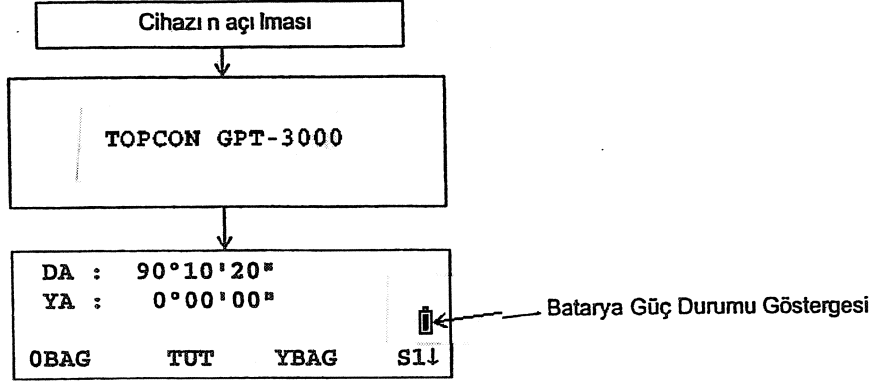 Cihazı n açı lması
TOPCON GPT-3000
DA : 90°10'20"
YA : 0°00'00"
Batarya Güç Durumu Göstergesi
0BAG TUT YBAG S1↓